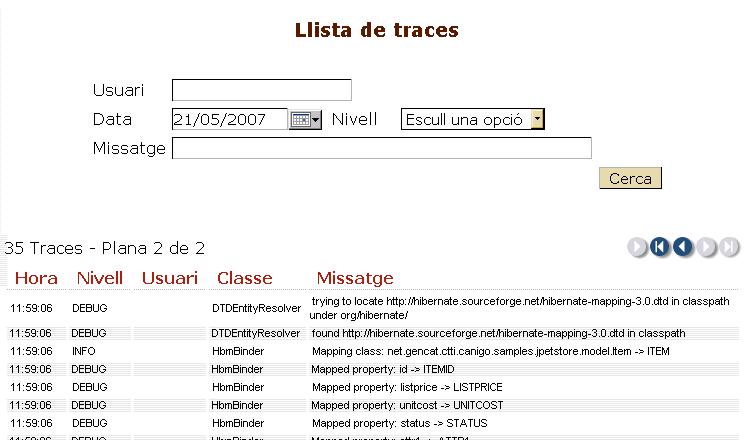 Llista de traces
Usuari
Data 21/05/2007 Nivell Escull una opció
Missatge
Cerca
35 Traces - Plana 2 de 2
Hora Nivell Usuari Classe Missatge
11:59:06 DEBUG DTDEntityResolver trying to locate http://hibernate.sourceforge.net/hibernate-mapping-3.0.dtd in classpath
under org/hibernate/
11:59:06 DEBUG DTDEntityResolver found http://hibernate.sourceforge.net/hibernate-mapping-3.0.dtd in classpath
11:59:06 INFO HbmBinder Mapping class: net.gencat.ctti.canigo.samples.jpetstore.model.Item -> ITEM
11:59:06 DEBUG HbmBinder Mapped property: id -> ITEMID
11:59:06 DEBUG HbmBinder Mapped property: listprice -> LISTPRICE
11:59:06 DEBUG HbmBinder Mapped property: unitcost -> UNITCOST
11:59:06 DEBUG HbmBinder Mapped property: status -> STATUS
11:59:06 DEBUG HbmBinder Mapped property: attr1 -> ATTR1